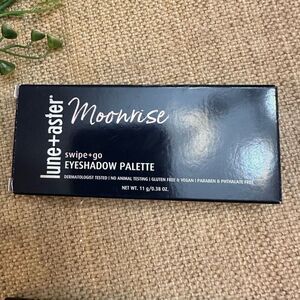 lune+aster®
Moonrise
swipe+go
EYESHADOW PALETTE
DERMATOLOGIST TESTED | NO ANIMAL TESTING | GLUTEN FREE & VEGAN | PARABEN & PHTHALATE FREE
NET WT. 11 g/0.38 OZ.